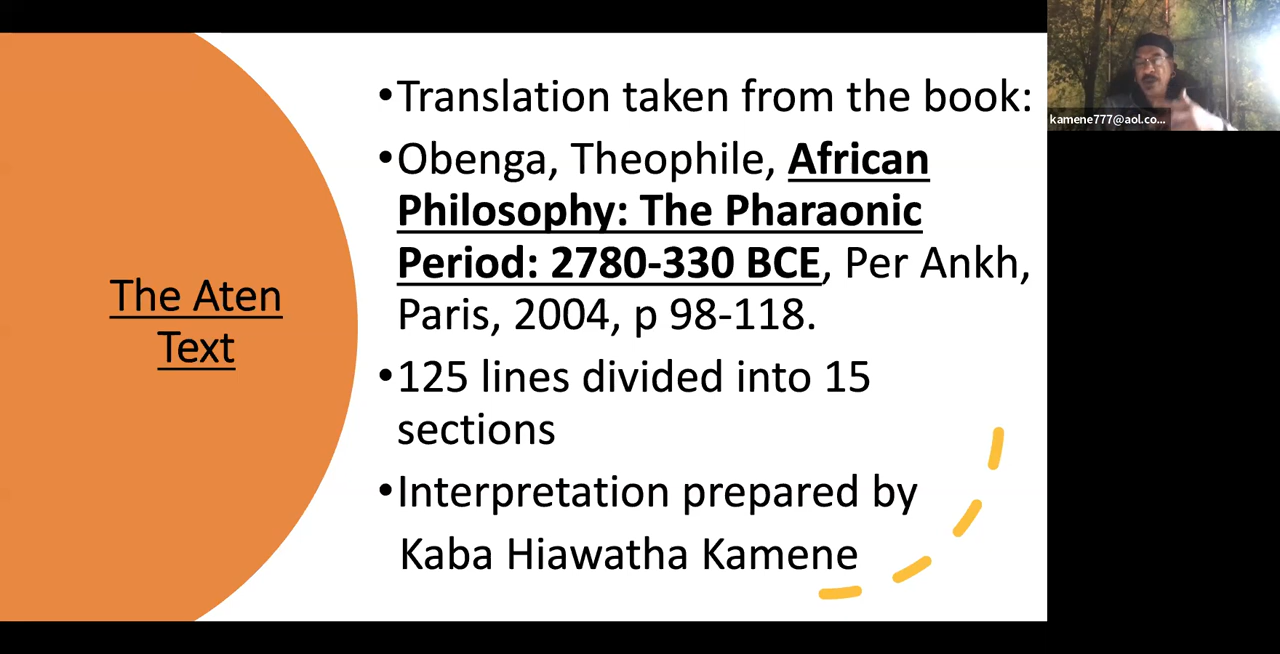 The Aten
Text
•Translation taken from the book:
•Obenga, Theophile, African
Philosophy: The Pharaonic
Period: 2780-330 BCE, Per Ankh,
Paris, 2004, p 98-118.
•125 lines divided into 15
sections
•Interpretation prepared by
Kaba Hiawatha Kamene
kamene777@aol.co...